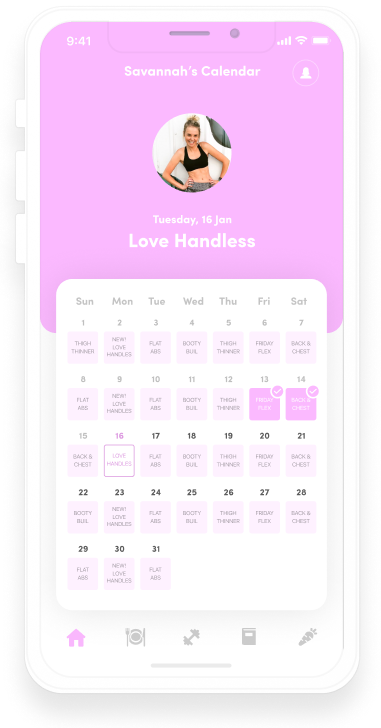 9:41
Savannah's Calendar
Tuesday, 16 Jan
Love Handless
Sun Mon Tue Wed Thu Fri Sat
1 2 3 4 5 6 7
THIGH THINNER
NEW! LOVE HANDLES
FLAT ABS
BOOTY BUIL
THIGH THINNER
FRIDAY FLEX
BACK & CHEST
8 9 10 11 12 13 14
FLAT ABS
NEW! LOVE HANDLES
FLAT ABS
BOOTY BUIL
THIGH THINNER
FRIDAY FLEX
BACK & CHEST
15 16 17 18 19 20 21
BACK & CHEST
LOVE HANDLES
FLAT ABS
BOOTY BUIL
THIGH THINNER
FRIDAY FLEX
BACK & CHEST
22 23 24 25 26 27 28
BOOTY BUIL
NEW! LOVE HANDLES
FLAT ABS
BOOTY BUIL
THIGH THINNER
FRIDAY FLEX
BACK & CHEST
29 30 31
FLAT ABS
NEW! LOVE HANDLES
FLAT ABS